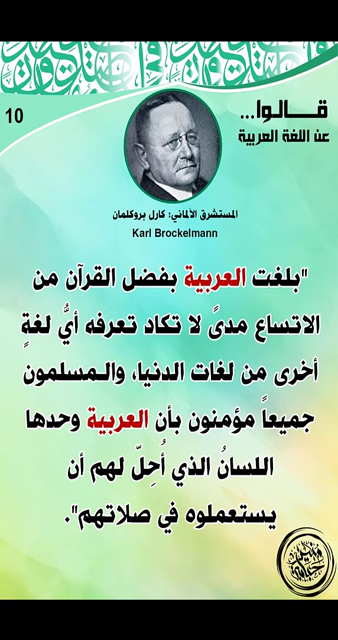 قــالوا...
عن اللغة العربية
10
المستشرق الألماني: كارل بروكلمان
Karl Brockelmann
"بلغت العربية بفضل القرآن من
الاتساع مدىً لا تكاد تعرفه أيُّ لغةٍ
أخرى من لغات الدنيا، والمسلمون
جميعاً مؤمنون بأن العربية وحدها
اللسانُ الذي أُحِلّ لهم أن
يستعملوه في صلاتهم".